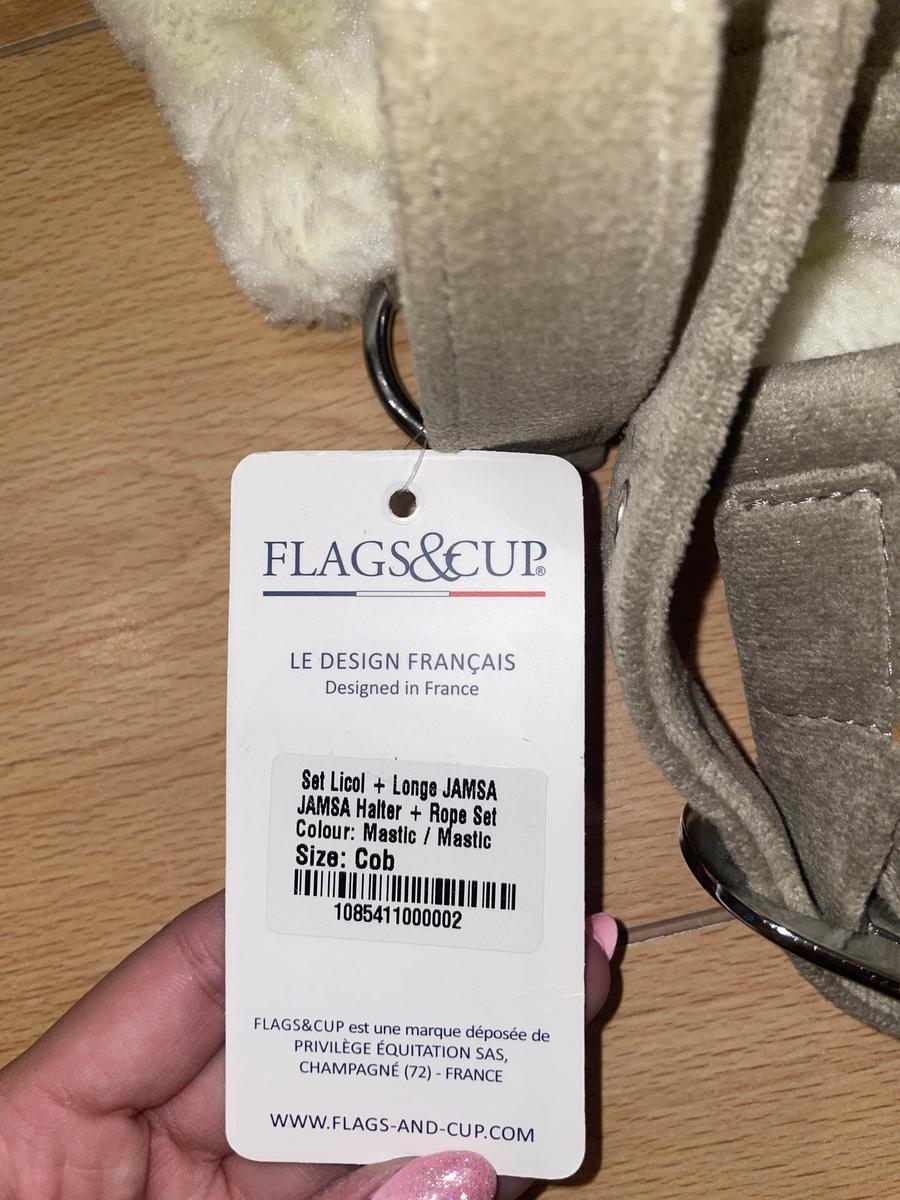 FLAGS&CUP®
LE DESIGN FRANÇAIS
Designed in France
Set Licol + Longe JAMSA
JAMSA Halter + Rope Set
Colour: Mastic / Mastic
Size: Cob
1085411000002
FLAGS&CUP est une marque déposée de
PRIVILÈGE ÉQUITATION SAS,
CHAMPAGNÉ (72) - FRANCE
WWW.FLAGS-AND-CUP.COM